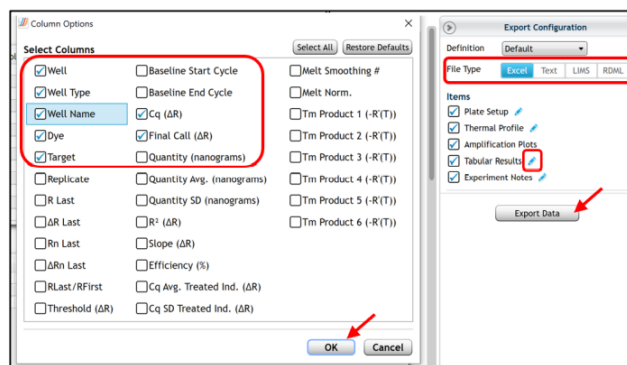 Column Options
Select Columns
Select All
Restore Defaults
Well
Well Type
Well Name
Dye
Target
Replicate
R Last
ΔR Last
Rn Last
ΔRn Last
RLast/RFirst
Threshold (ΔR)
Baseline Start Cycle
Baseline End Cycle
Cq (ΔR)
Final Call (ΔR)
Quantity (nanograms)
Quantity Avg. (nanograms)
Quantity SD (nanograms)
R² (ΔR)
Slope (ΔR)
Efficiency (%)
Cq Avg. Treated Ind. (ΔR)
Cq SD Treated Ind. (ΔR)
Melt Smoothing #
Melt Norm.
Tm Product 1 (-R'(T))
Tm Product 2 (-R'(T))
Tm Product 3 (-R'(T))
Tm Product 4 (-R'(T))
Tm Product 5 (-R'(T))
Tm Product 6 (-R'(T))
OK
Cancel
Export Configuration
Definition Default
File Type Excel Text LIMS RDML
Items
Plate Setup
Thermal Profile
Amplification Plots
Tabular Results
Experiment Notes
Export Data